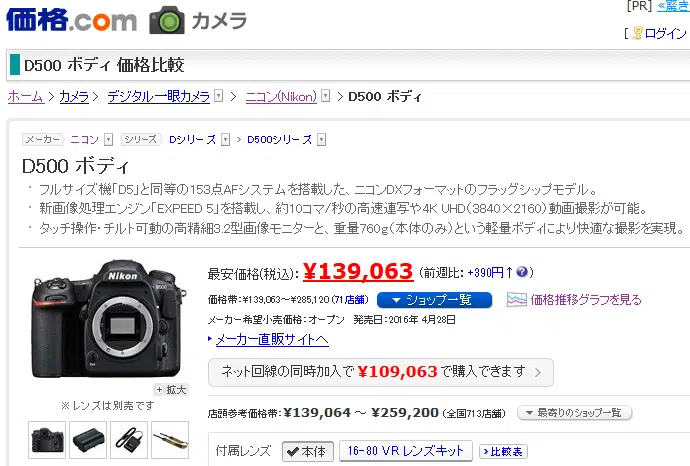 価格.com カメラ
[PR] «驚き
[ ログイン
D500 ボディ 価格比較
ホーム > カメラ > デジタル一眼カメラ > ニコン(Nikon) > D500 ボディ
メーカー ニコン シリーズ Dシリーズ > D500シリーズ
D500 ボディ
・ フルサイズ機「D5」と同等の153点AFシステムを搭載した、ニコンDXフォーマットのフラッグシップモデル。
・ 新画像処理エンジン「EXPEED 5」を搭載し、約10コマ/秒の高速連写や4K UHD(3840×2160)動画撮影が可能。
・ タッチ操作・チルト可動の高精細3.2型画像モニターと、重量760g(本体のみ)という軽量ボディにより快適な撮影を実現。
Nikon
D500
+ 拡大
※レンズは別売です
最安価格(税込): ¥139,063 (前週比: +390円↑ ?)
価格帯:¥139,063～¥285,120 (71店舗) ▼ ショップ一覧 価格推移グラフを見る
メーカー希望小売価格:オープン 発売日:2016年 4月28日
メーカー直販サイトへ
ネット回線の同時加入で ¥109,063 で購入できます >
店頭参考価格帯:¥139,064 ～ ¥259,200 (全国713店舗) ▼ 最寄りのショップ一覧
付属レンズ ✔本体 16-80 VR レンズキット 比較表